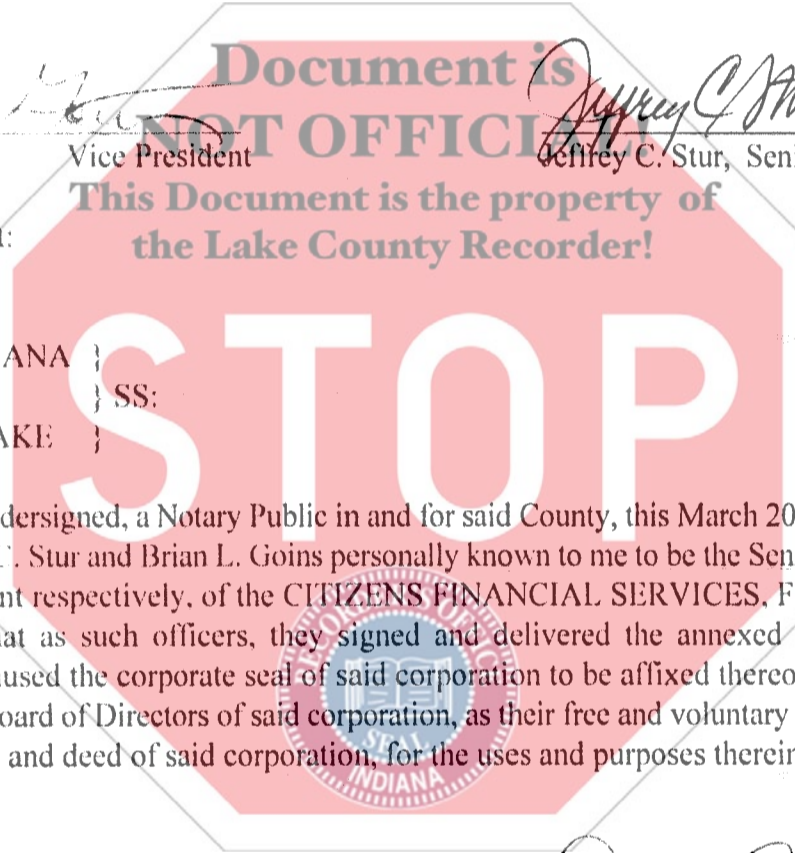 Document is
NOT OFFICIAL
This Document is the property of
the Lake County Recorder!
STOP
Jeffrey C. Stur
Vice President
Jeffrey C. Stur, Seni
ANA }
} SS:
AKE }
dersigned, a Notary Public in and for said County, this March 20
. Stur and Brian L. Goins personally known to me to be the Sen
nt respectively, of the CITIZENS FINANCIAL SERVICES, F
nat as such officers, they signed and delivered the annexed
used the corporate seal of said corporation to be affixed thereo
oard of Directors of said corporation, as their free and voluntary
and deed of said corporation, for the uses and purposes therein
SEAL
INDIANA